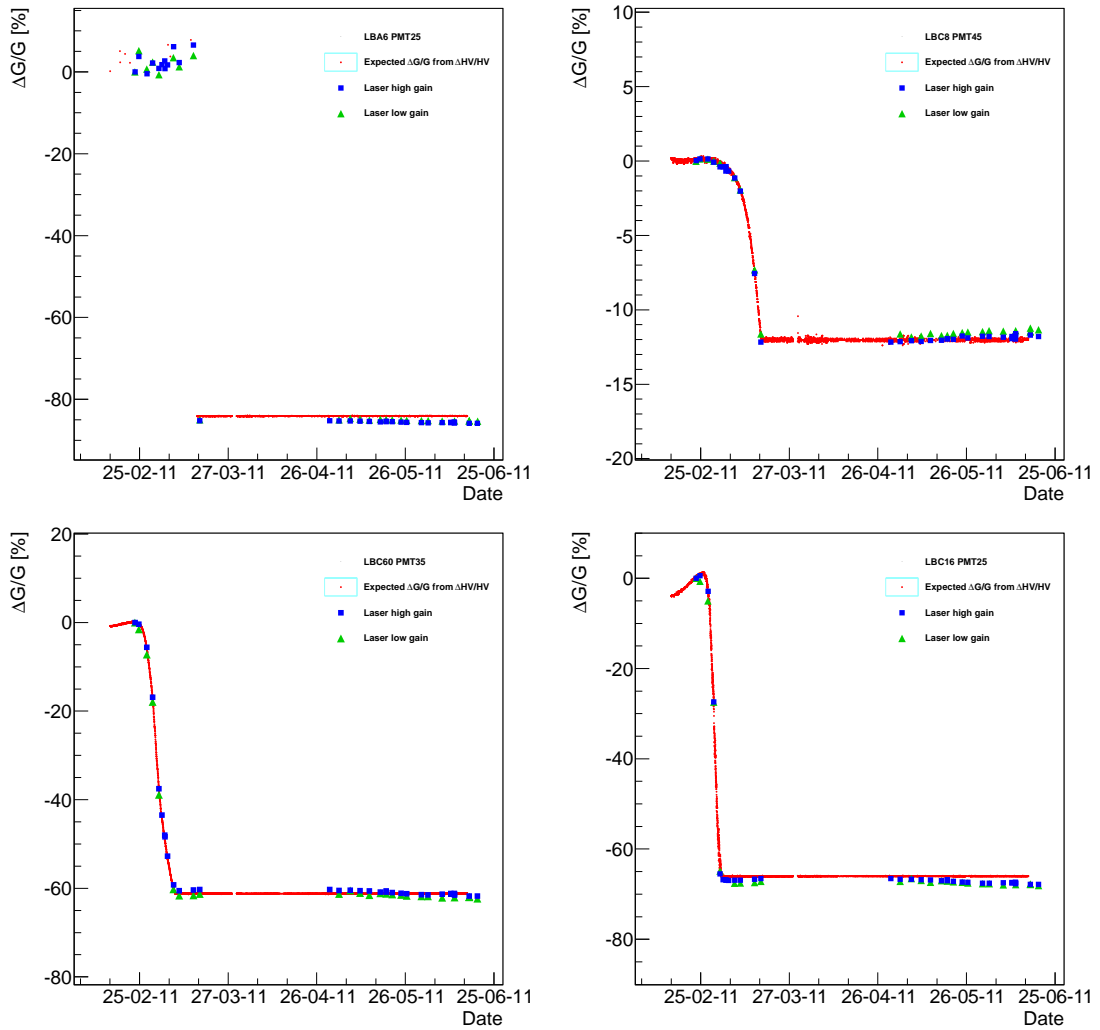 ΔG/G [%]
LBA6 PMT25
Expected ΔG/G from ΔHV/HV
Laser high gain
Laser low gain
0
-20
-40
-60
-80
25-02-11 27-03-11 26-04-11 26-05-11 25-06-11
Date
ΔG/G [%]
10
LBC8 PMT45
Expected ΔG/G from ΔHV/HV
Laser high gain
Laser low gain
5
0
-5
-10
-15
-20
25-02-11 27-03-11 26-04-11 26-05-11 25-06-11
Date
ΔG/G [%]
20
LBC60 PMT35
Expected ΔG/G from ΔHV/HV
Laser high gain
Laser low gain
0
-20
-40
-60
-80
25-02-11 27-03-11 26-04-11 26-05-11 25-06-11
Date
ΔG/G [%]
LBC16 PMT25
Expected ΔG/G from ΔHV/HV
Laser high gain
Laser low gain
0
-20
-40
-60
-80
25-02-11 27-03-11 26-04-11 26-05-11 25-06-11
Date